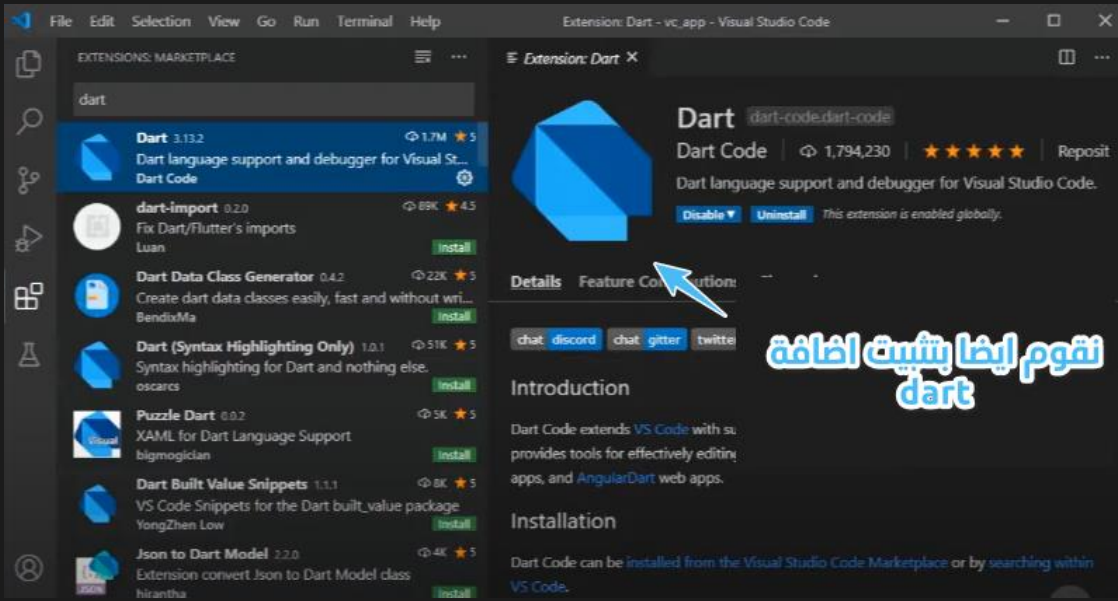 File Edit Selection View Go Run Terminal Help
Extension: Dart - vc_app - Visual Studio Code
EXTENSIONS: MARKETPLACE
dart
Dart 3.13.2 1.7M 5
Dart language support and debugger for Visual St...
Dart Code
dart-import 0.2.0 89K 4.5
Fix Dart/Flutter's imports
Luan Install
Dart Data Class Generator 0.4.2 22K 5
Create dart data classes easily, fast and without wri...
BendixMa Install
Dart (Syntax Highlighting Only) 1.0.1 51K 5
Syntax highlighting for Dart and nothing else.
oscarcs Install
Puzzle Dart 0.0.2 5K 5
XAML for Dart Language Support
bigmogician Install
Visual
Dart Built Value Snippets 1.1.1 8K 5
VS Code Snippets for the Dart built_value package
YongZhen Low Install
Json to Dart Model 2.2.0 4K 5
Extension convert Json to Dart Model class
hirantha Install
JSON
Extension: Dart
Dart dart-code.dart-code
Dart Code 1,794,230 Reposit
Dart language support and debugger for Visual Studio Code.
Disable Uninstall This extension is enabled globally.
Details Feature Co utions
chat discord chat gitter twitte
نقوم ايضا بتثبيت اضافة
dart
Introduction
Dart Code extends VS Code with su
provides tools for effectively editing
apps, and AngularDart web apps.
Installation
Dart Code can be installed from the Visual Studio Code Marketplace or by searching within
VS Code.